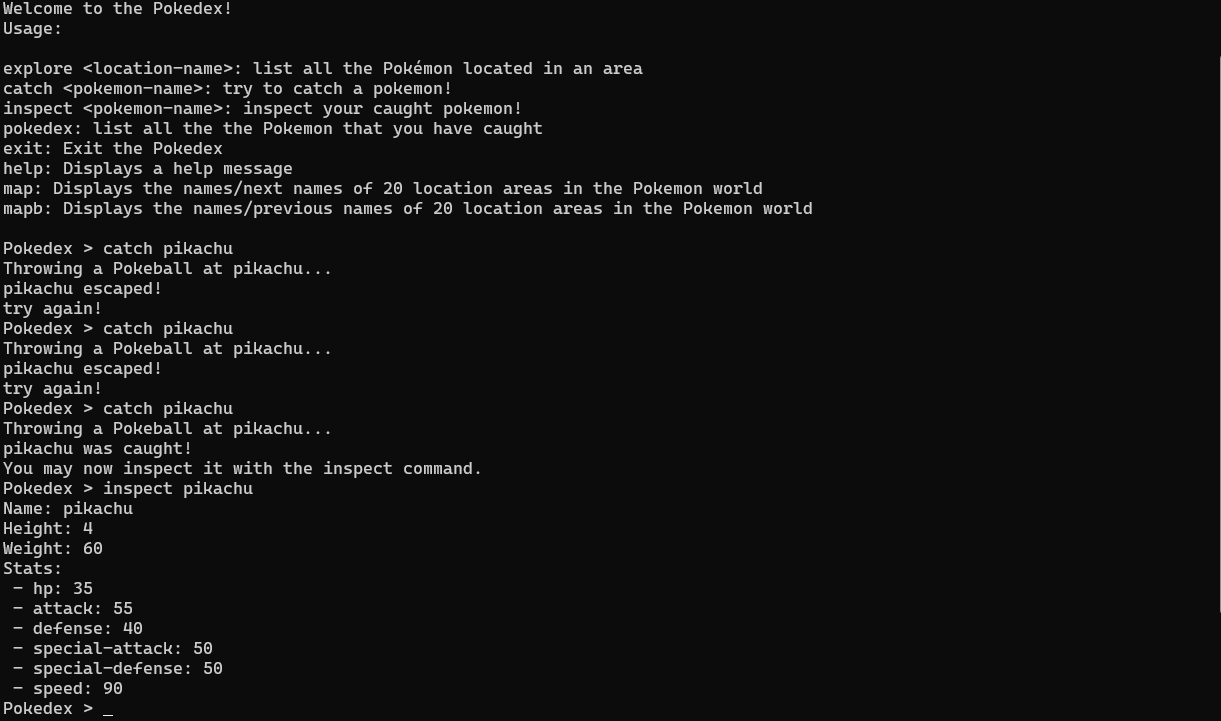 Welcome to the Pokedex!
Usage:

explore <location-name>: list all the Pokémon located in an area
catch <pokemon-name>: try to catch a pokemon!
inspect <pokemon-name>: inspect your caught pokemon!
pokedex: list all the the Pokemon that you have caught
exit: Exit the Pokedex
help: Displays a help message
map: Displays the names/next names of 20 location areas in the Pokemon world
mapb: Displays the names/previous names of 20 location areas in the Pokemon world

Pokedex > catch pikachu
Throwing a Pokeball at pikachu...
pikachu escaped!
try again!
Pokedex > catch pikachu
Throwing a Pokeball at pikachu...
pikachu escaped!
try again!
Pokedex > catch pikachu
Throwing a Pokeball at pikachu...
pikachu was caught!
You may now inspect it with the inspect command.
Pokedex > inspect pikachu
Name: pikachu
Height: 4
Weight: 60
Stats:
 - hp: 35
 - attack: 55
 - defense: 40
 - special-attack: 50
 - special-defense: 50
 - speed: 90
Pokedex > _